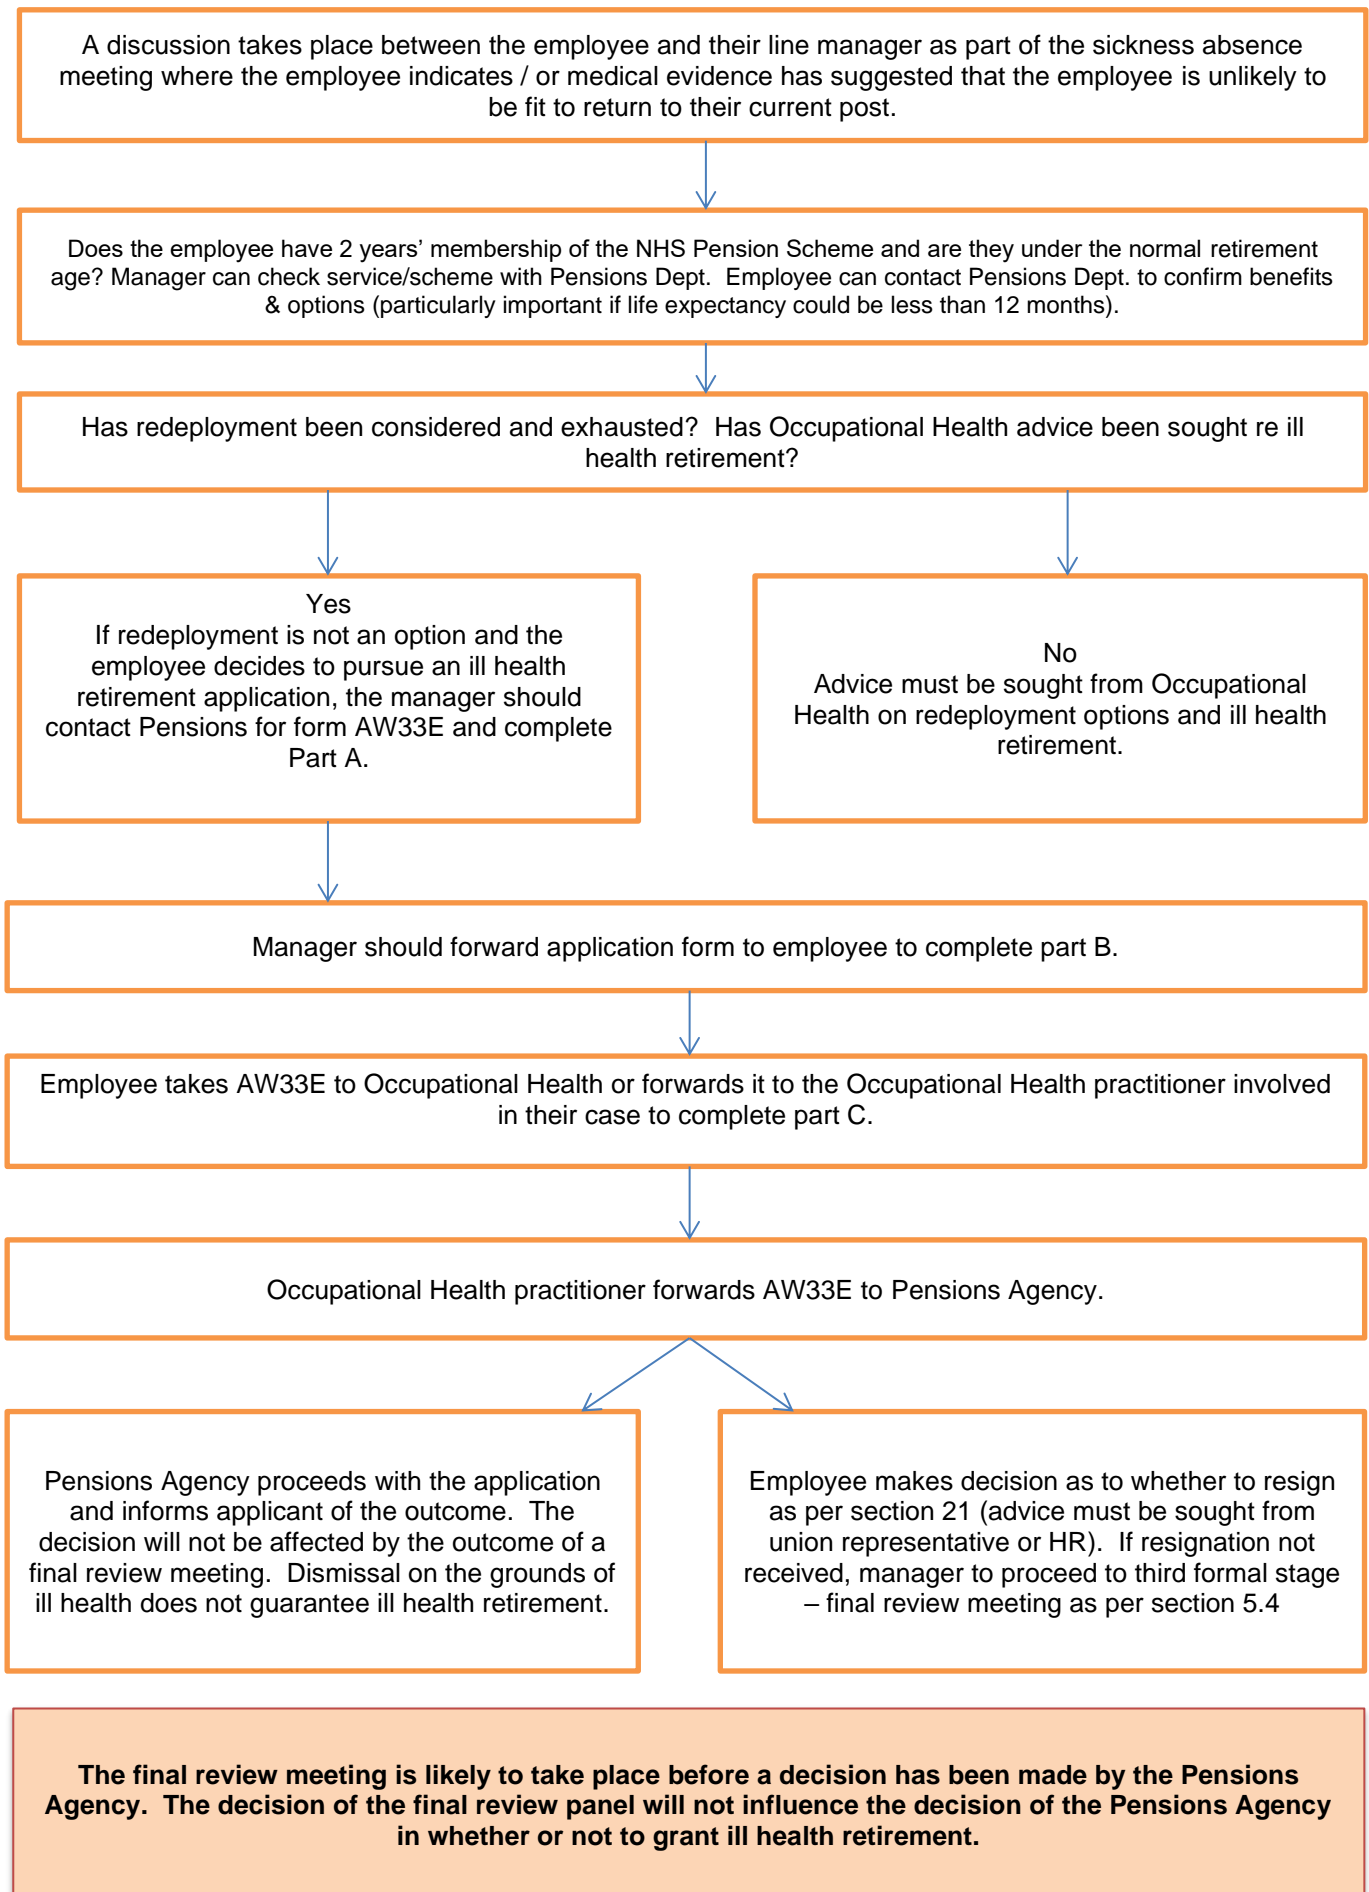 A discussion takes place between the employee and their line manager as part of the sickness absence
meeting where the employee indicates / or medical evidence has suggested that the employee is unlikely to
be fit to return to their current post.
Does the employee have 2 years’ membership of the NHS Pension Scheme and are they under the normal retirement
age? Manager can check service/scheme with Pensions Dept. Employee can contact Pensions Dept. to confirm benefits
& options (particularly important if life expectancy could be less than 12 months).
Has redeployment been considered and exhausted? Has Occupational Health advice been sought re ill
health retirement?
Yes
If redeployment is not an option and the
employee decides to pursue an ill health
retirement application, the manager should
contact Pensions for form AW33E and complete
Part A.
No
Advice must be sought from Occupational
Health on redeployment options and ill health
retirement.
Manager should forward application form to employee to complete part B.
Employee takes AW33E to Occupational Health or forwards it to the Occupational Health practitioner involved
in their case to complete part C.
Occupational Health practitioner forwards AW33E to Pensions Agency.
Pensions Agency proceeds with the application
and informs applicant of the outcome. The
decision will not be affected by the outcome of a
final review meeting. Dismissal on the grounds of
ill health does not guarantee ill health retirement.
Employee makes decision as to whether to resign
as per section 21 (advice must be sought from
union representative or HR). If resignation not
received, manager to proceed to third formal stage
– final review meeting as per section 5.4
The final review meeting is likely to take place before a decision has been made by the Pensions
Agency. The decision of the final review panel will not influence the decision of the Pensions Agency
in whether or not to grant ill health retirement.